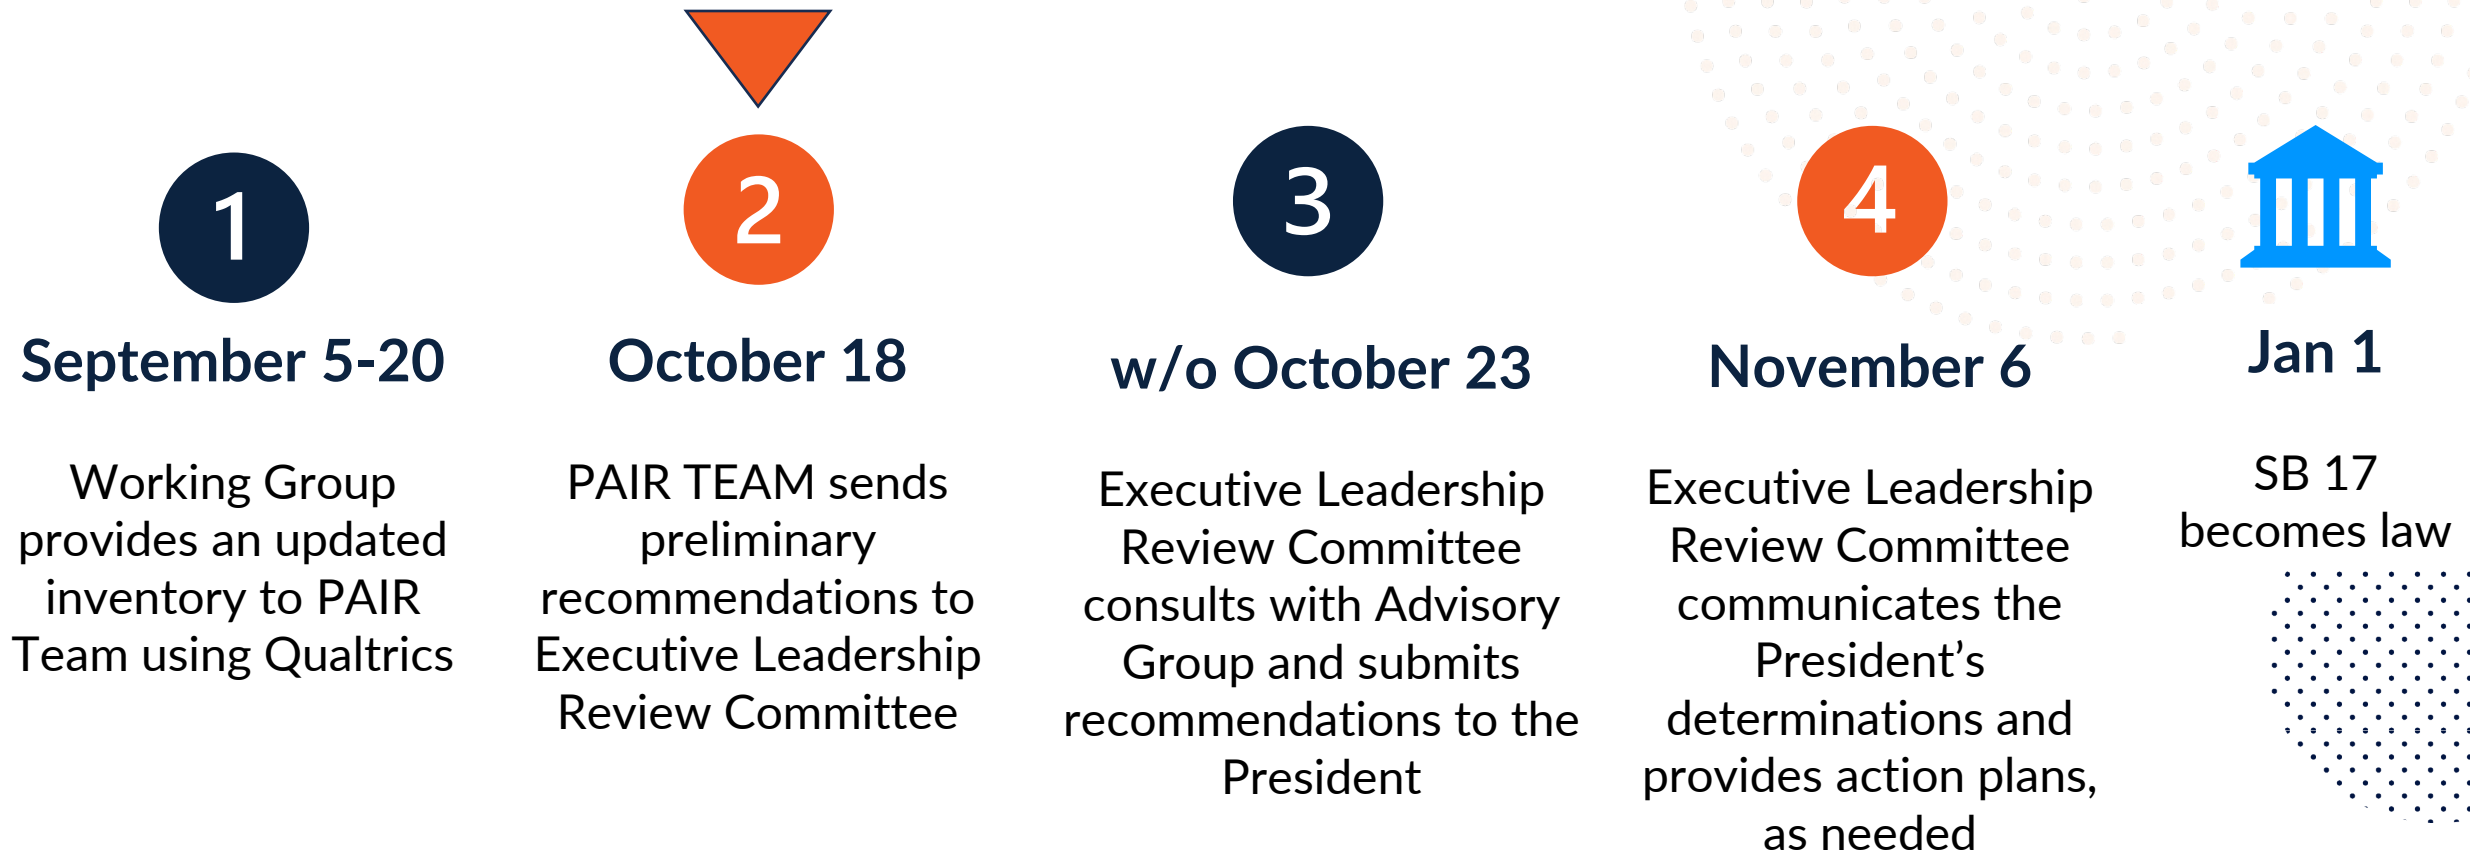 1
September 5-20
Working Group
provides an updated
inventory to PAIR
Team using Qualtrics
2
October 18
PAIR TEAM sends
preliminary
recommendations to
Executive Leadership
Review Committee
3
w/o October 23
Executive Leadership
Review Committee
consults with Advisory
Group and submits
recommendations to the
President
4
November 6
Executive Leadership
Review Committee
communicates the
President’s
determinations and
provides action plans,
as needed
Jan 1
SB 17
becomes law